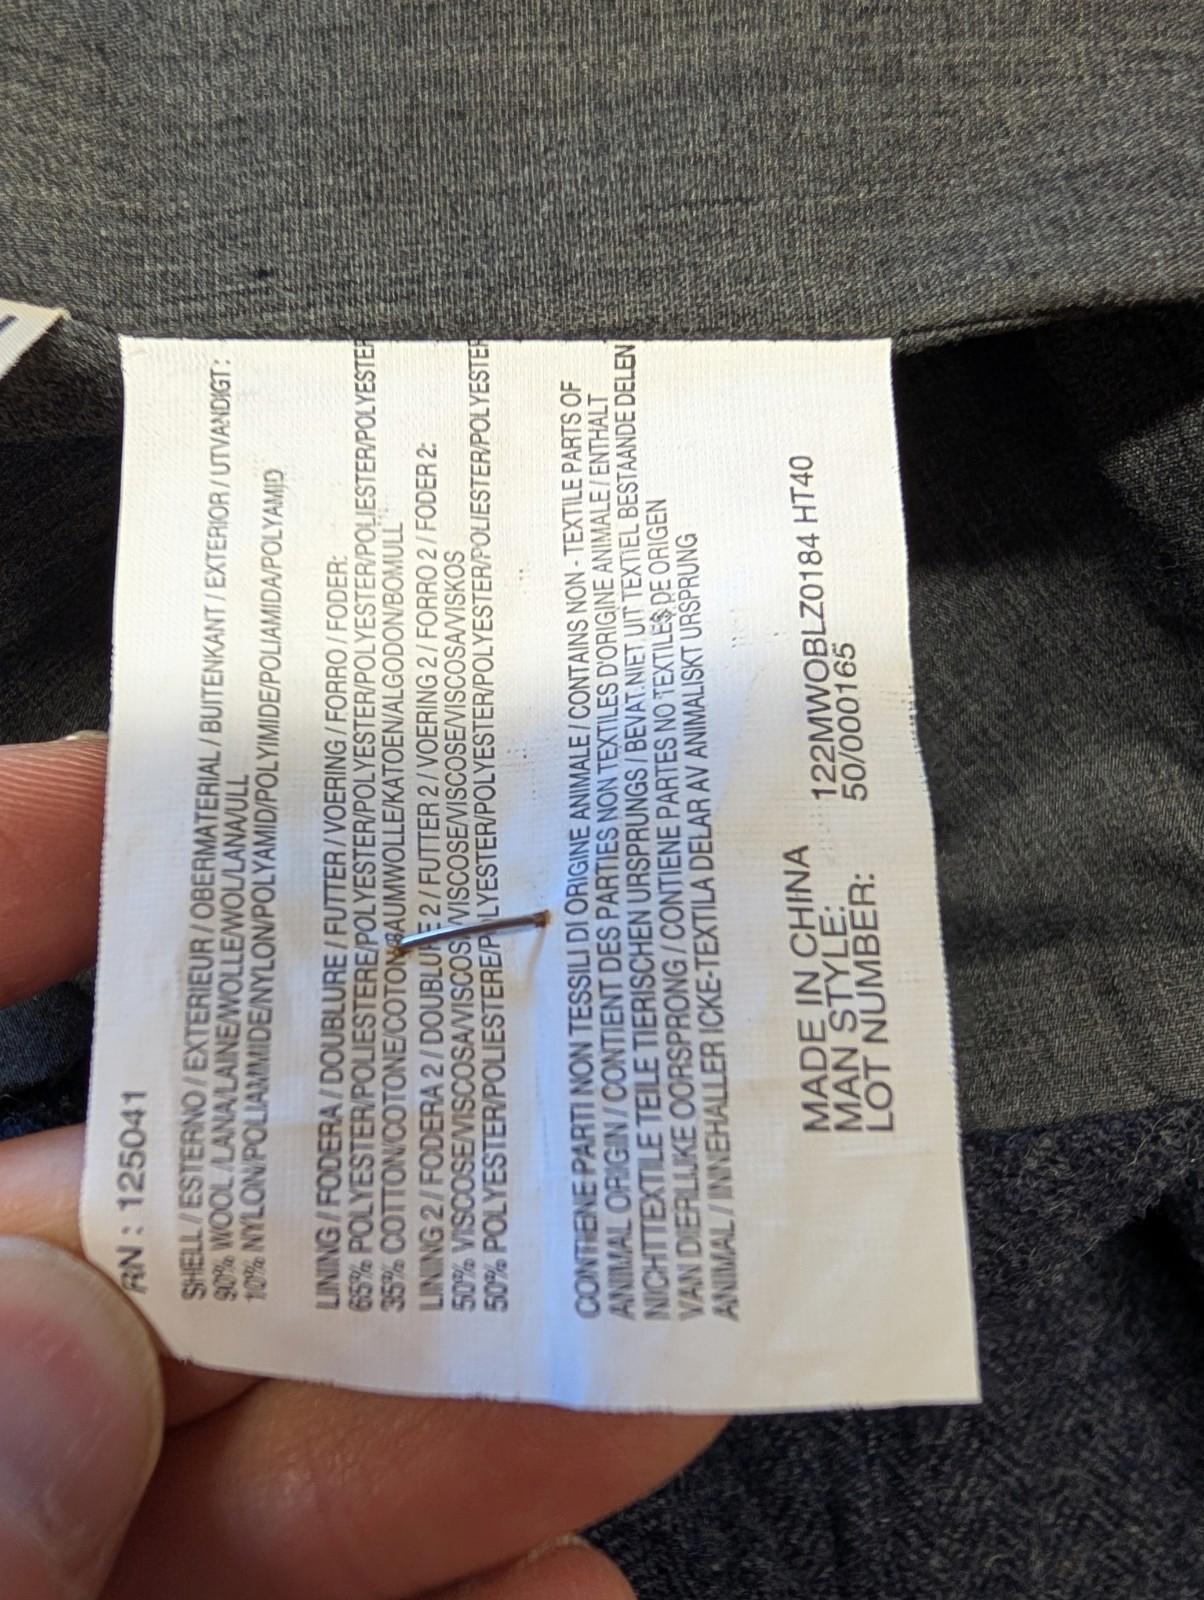 RN : 125041
SHELL / ESTERNO / EXTERIEUR / OBERMATERIAL / BUITENKANT / EXTERIOR / UTVANDIGT :
90% WOOL / LANA/LAINE/WOLLE/WOL/LANA/ULL
10% NYLON/POLIAMMIDE/NYLON/POLYAMID/POLYIMIDE/POLIAMIDA/POLYAMID
LINING / FODERA / DOUBLURE / FUTTER / VOERING / FORRO / FODER:
65% POLYESTER/POLIESTERE/POLYESTER/POLYESTER/POLYESTER/POLIESTER/POLYESTER
35% COTTON/COTONE/COTON/BAUMWOLLE/KATOEN/ALGODON/BOMULL
LINING 2 / FODERA 2 / DOUBLURE 2 / FUTTER 2 / VOERING 2 / FORRO 2 / FODER 2:
50% VISCOSE/VISCOSA/VISCOSE/VISCOSE/VISCOSE/VISCOSA/VISKOS
50% POLYESTER/POLIESTERE/POLYESTER/POLYESTER/POLYESTER/POLIESTER/POLYESTER
CONTIENE PARTI NON TESSILI DI ORIGINE ANIMALE / CONTAINS NON - TEXTILE PARTS OF
ANIMAL ORIGIN / CONTIENT DES PARTIES NON TEXTILES D'ORIGINE ANIMALE / ENTHALT
NICHTTEXTILE TEILE TIERISCHEN URSPRUNGS / BEVAT NIET UIT TEXTIEL BESTAANDE DELEN
VAN DIERLIJKE OORSPRONG / CONTIENE PARTES NO TEXTILES DE ORIGEN
ANIMAL / INNEHALLER ICKE-TEXTILA DELAR AV ANIMALISKT URSPRUNG
MADE IN CHINA
MAN STYLE: 122MWOBLZ0184 HT40
LOT NUMBER: 50/000165